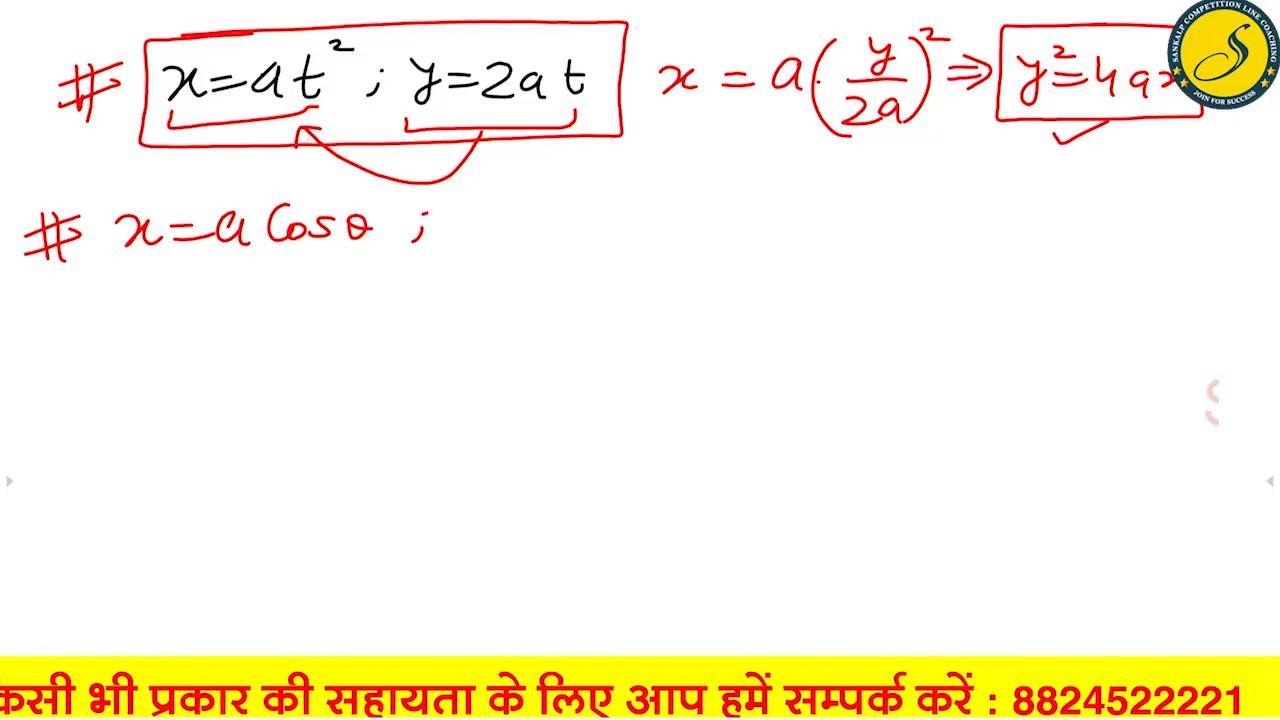 # x=at² ; y=2at x = a.(y/2a)² ⇒ y²=4ax
SANKALP COMPETITION LINE COACHING
JOIN FOR SUCCESS
# x=a Cosθ ;
किसी भी प्रकार की सहायता के लिए आप हमें सम्पर्क करें : 8824522221